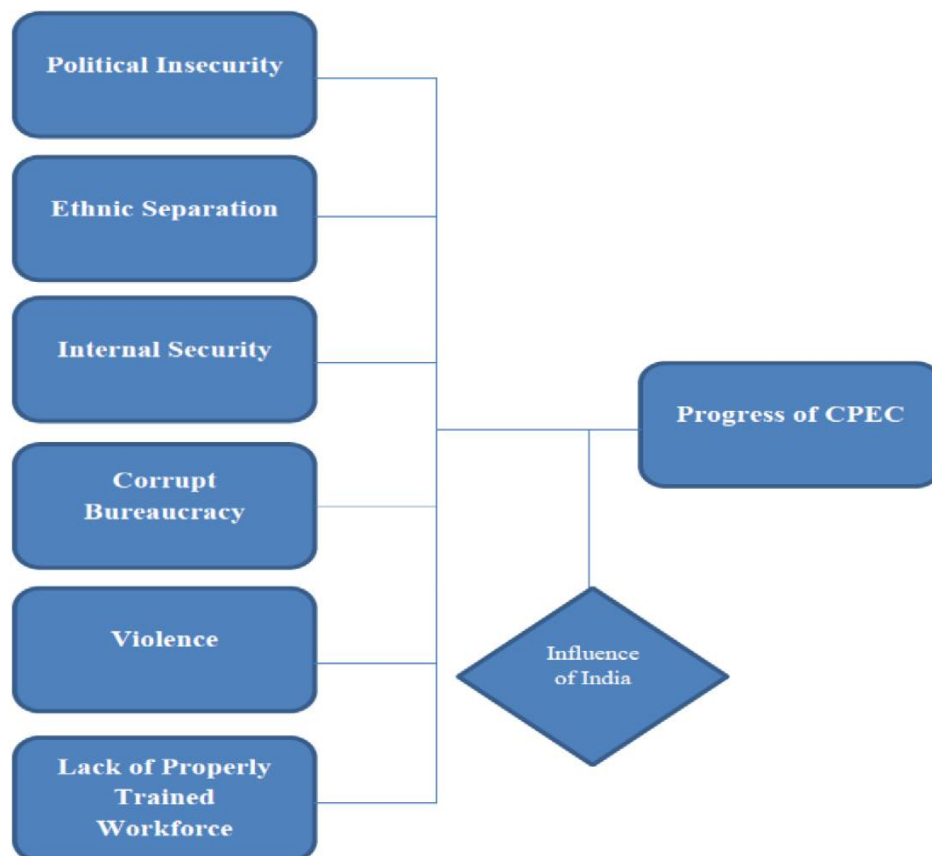 Political Insecurity
Ethnic Separation
Internal Security
Corrupt
Bureaucracy
Violence
Lack of Properly
Trained
Workforce
Progress of CPEC
Influence
of India